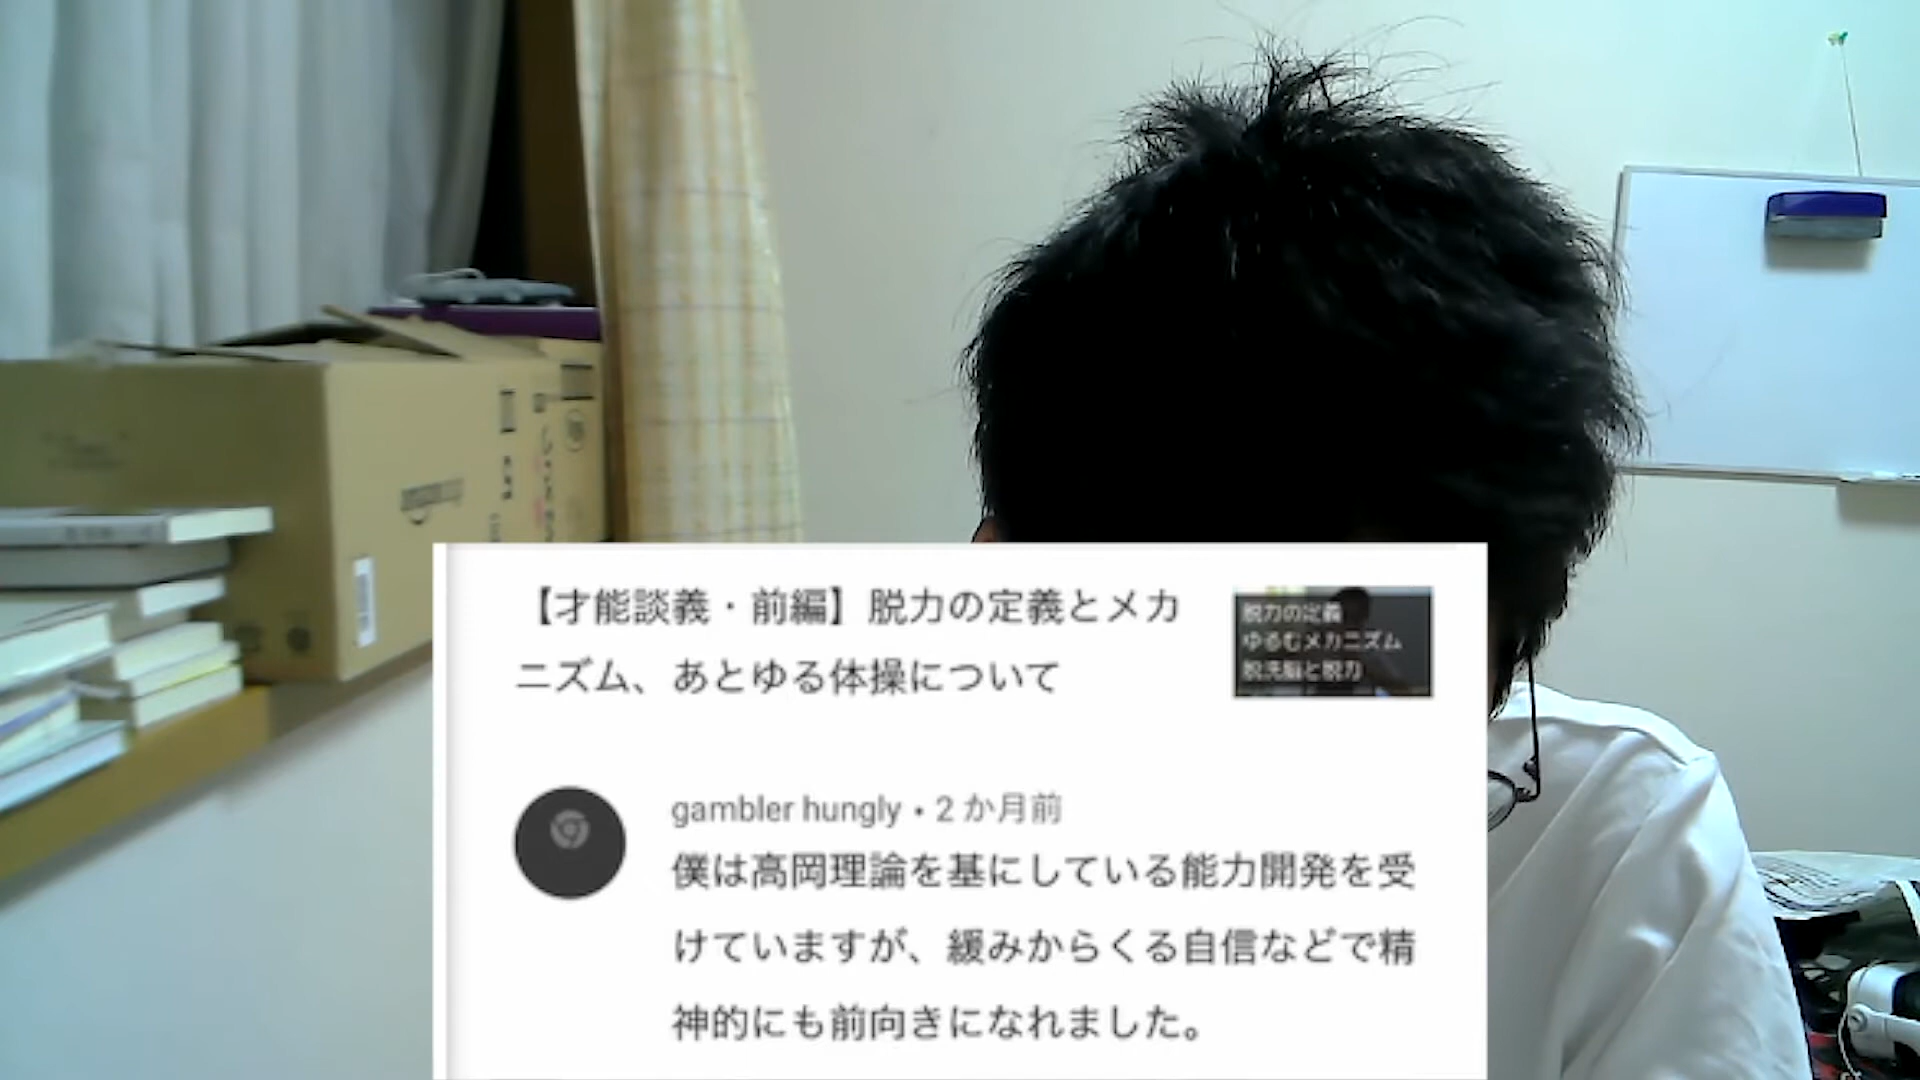 【才能談義・前編】脱力の定義とメカ
ニズム、あとゆる体操について
脱力の定義
ゆるむメカニズム
脱洗脳と脱力
gambler hungly • 2 か月前
僕は高岡理論を基にしている能力開発を受
けていますが、緩みからくる自信などで精
神的にも前向きになれました。